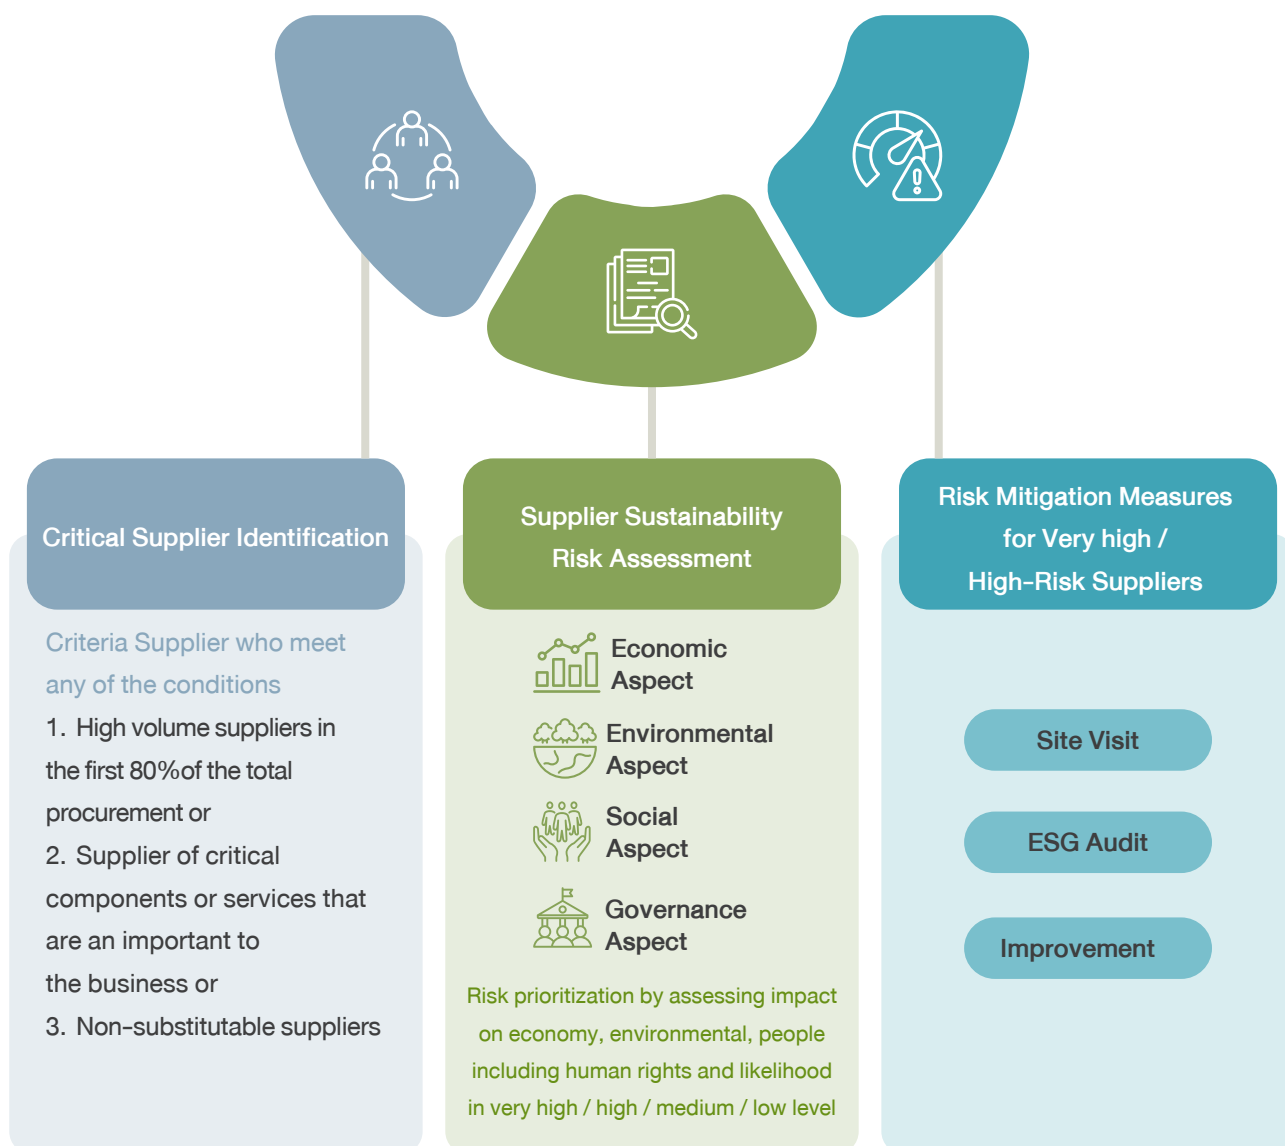 Critical Supplier Identification
Criteria Supplier who meet
any of the conditions
1. High volume suppliers in
the first 80%of the total
procurement or
2. Supplier of critical
components or services that
are an important to
the business or
3. Non-substitutable suppliers
Supplier Sustainability
Risk Assessment
Economic
Aspect
Environmental
Aspect
Social
Aspect
Governance
Aspect
Risk prioritization by assessing impact
on economy, environmental, people
including human rights and likelihood
in very high / high / medium / low level
Risk Mitigation Measures
for Very high /
High-Risk Suppliers
Site Visit
ESG Audit
Improvement